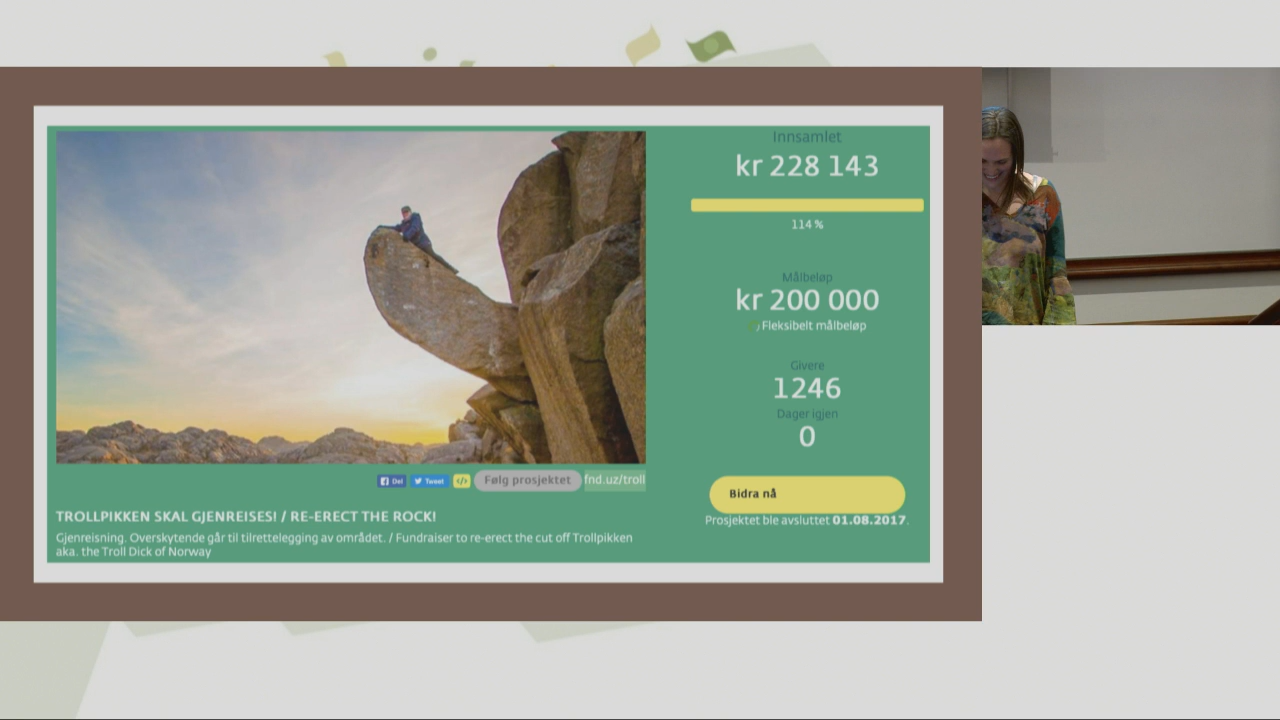 Innsamlet
kr 228 143
114 %
Målbeløp
kr 200 000
Fleksibelt målbeløp
Givere
1246
Dager igjen
0
Bidra nå
Prosjektet ble avsluttet 01.08.2017.
Del
Tweet
</>
Følg prosjektet
fnd.uz/troll
TROLLPIKKEN SKAL GJENREISES! / RE-ERECT THE ROCK!
Gjenreisning. Overskytende går til tilrettelegging av området. / Fundraiser to re-erect the cut off Trollpikken
aka. the Troll Dick of Norway